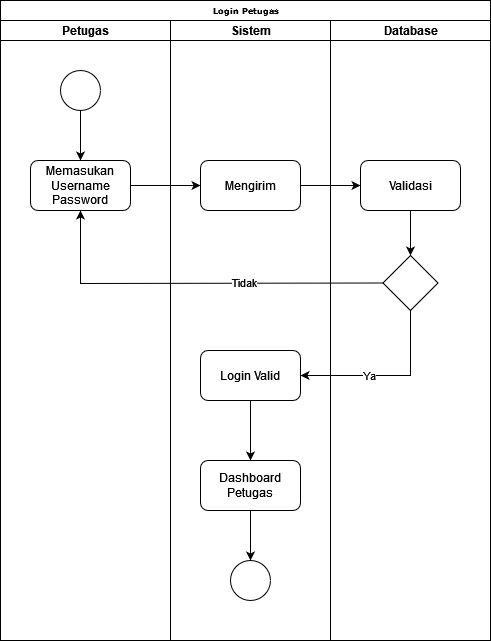 Login Petugas
Petugas
Sistem
Database
Memasukan
Username
Password
Mengirim
Validasi
Tidak
Login Valid
Ya
Dashboard
Petugas